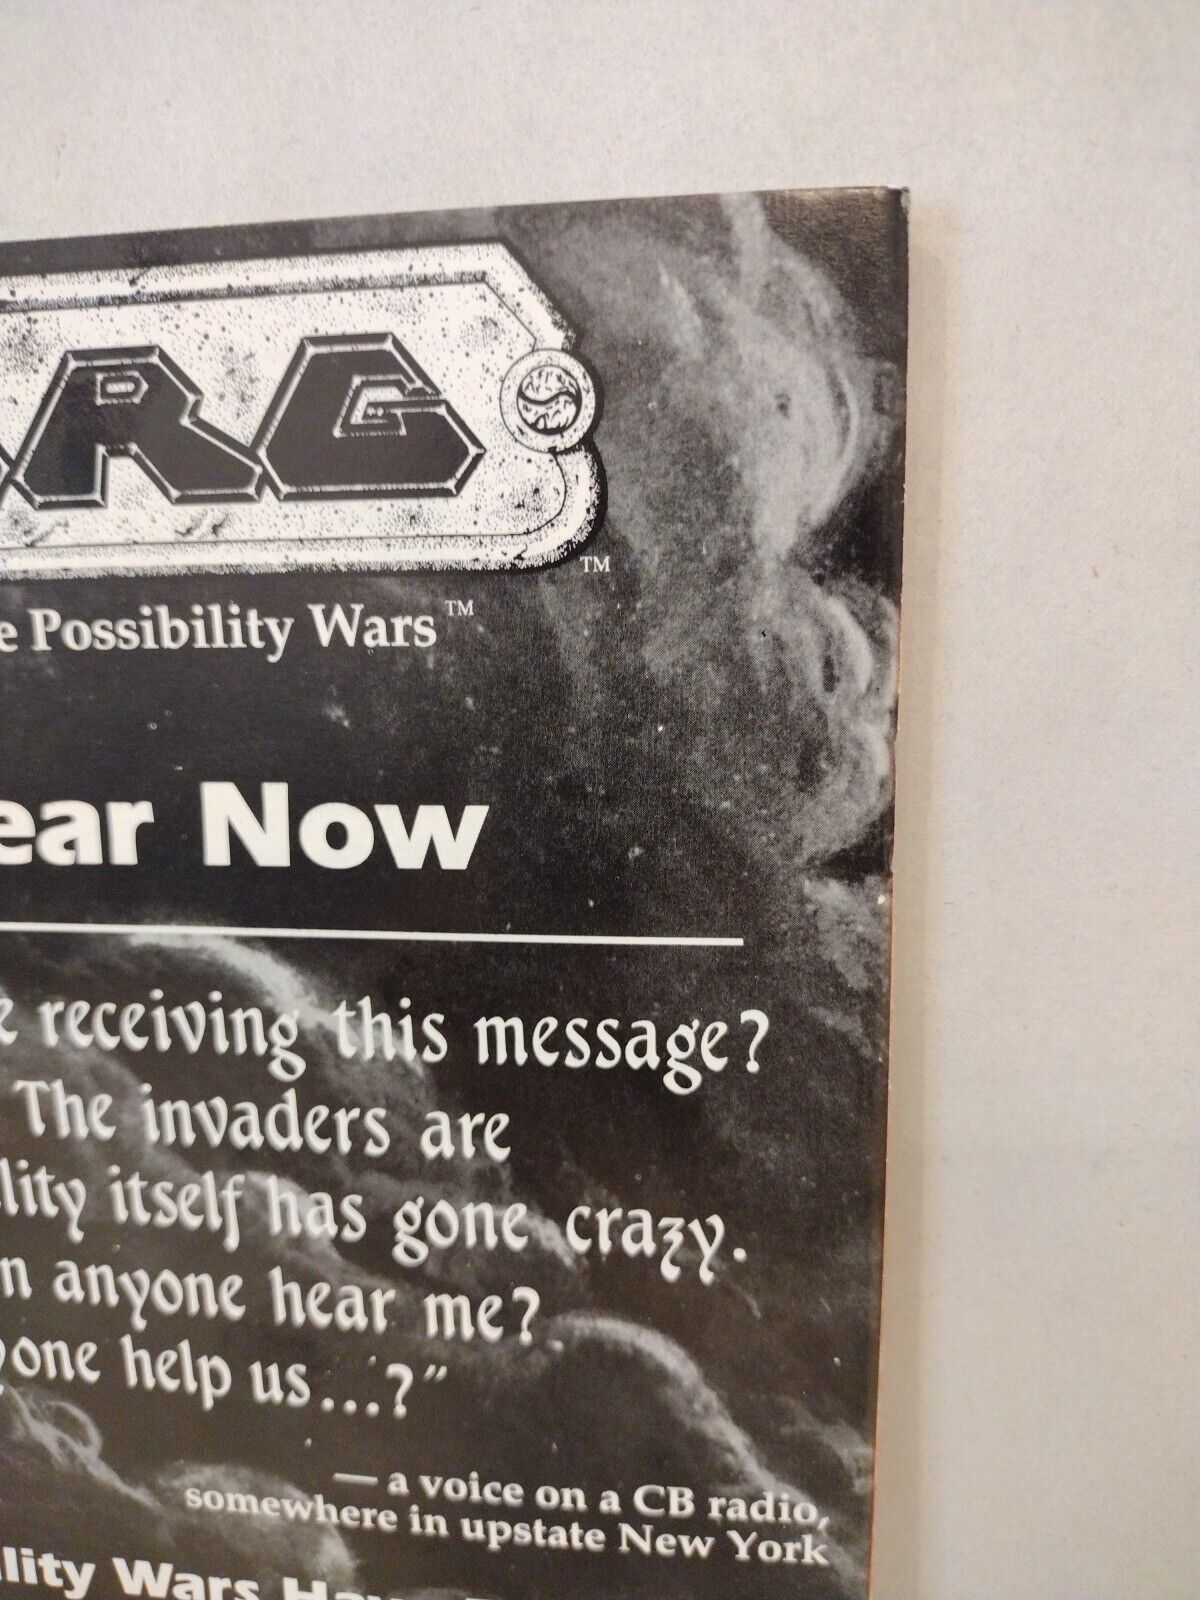 RG
TM
e Possibility Wars TM
ear Now
e receiving this message?
The invaders are
lity itself has gone crazy.
n anyone hear me?
one help us...?”
— a voice on a CB radio,
somewhere in upstate New York
lity Wars Hav